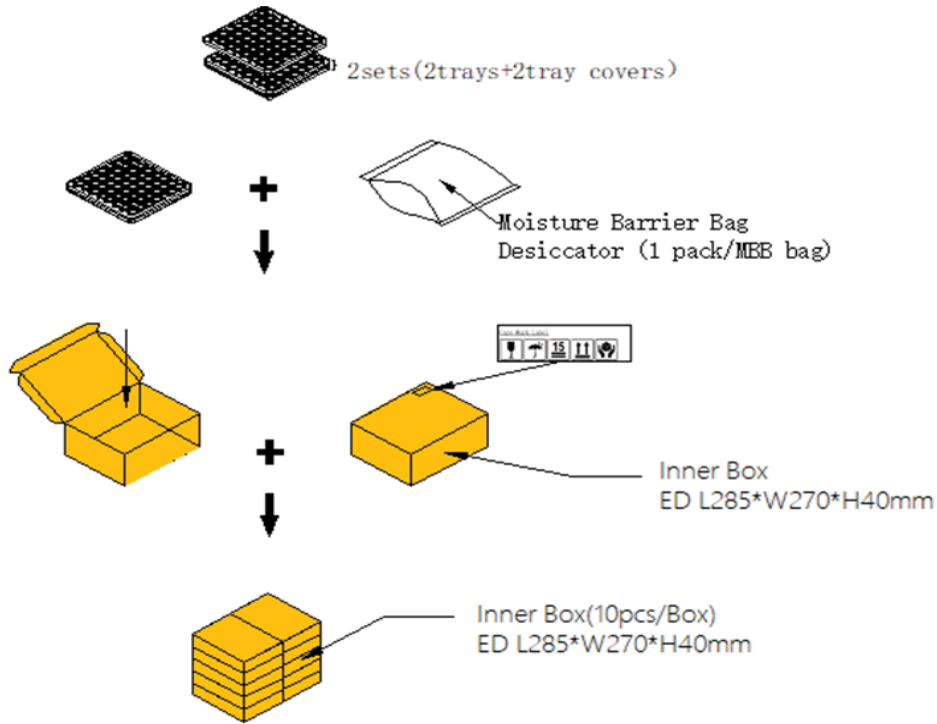 2sets(2trays+2tray covers)
Moisture Barrier Bag
Desiccator (1 pack/MBB bag)
15
Inner Box
ED L285*W270*H40mm
Inner Box(10pcs/Box)
ED L285*W270*H40mm